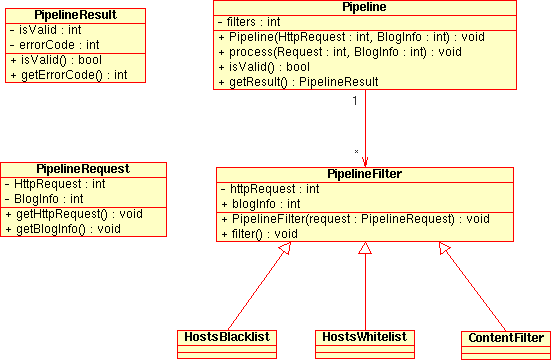 PipelineResult
- isValid : int
- errorCode : int
+ isValid() : bool
+ getErrorCode() : int
Pipeline
- filters : int
+ Pipeline(HttpRequest : int, BlogInfo : int) : void
+ process(Request : int, BlogInfo : int) : void
+ isValid() : bool
+ getResult() : PipelineResult
1
*
PipelineRequest
- HttpRequest : int
- BlogInfo : int
+ getHttpRequest() : void
+ getBlogInfo() : void
PipelineFilter
- httpRequest : int
+ blogInfo : int
+ PipelineFilter(request : PipelineRequest) : void
+ filter() : void
HostsBlacklist
HostsWhitelist
ContentFilter